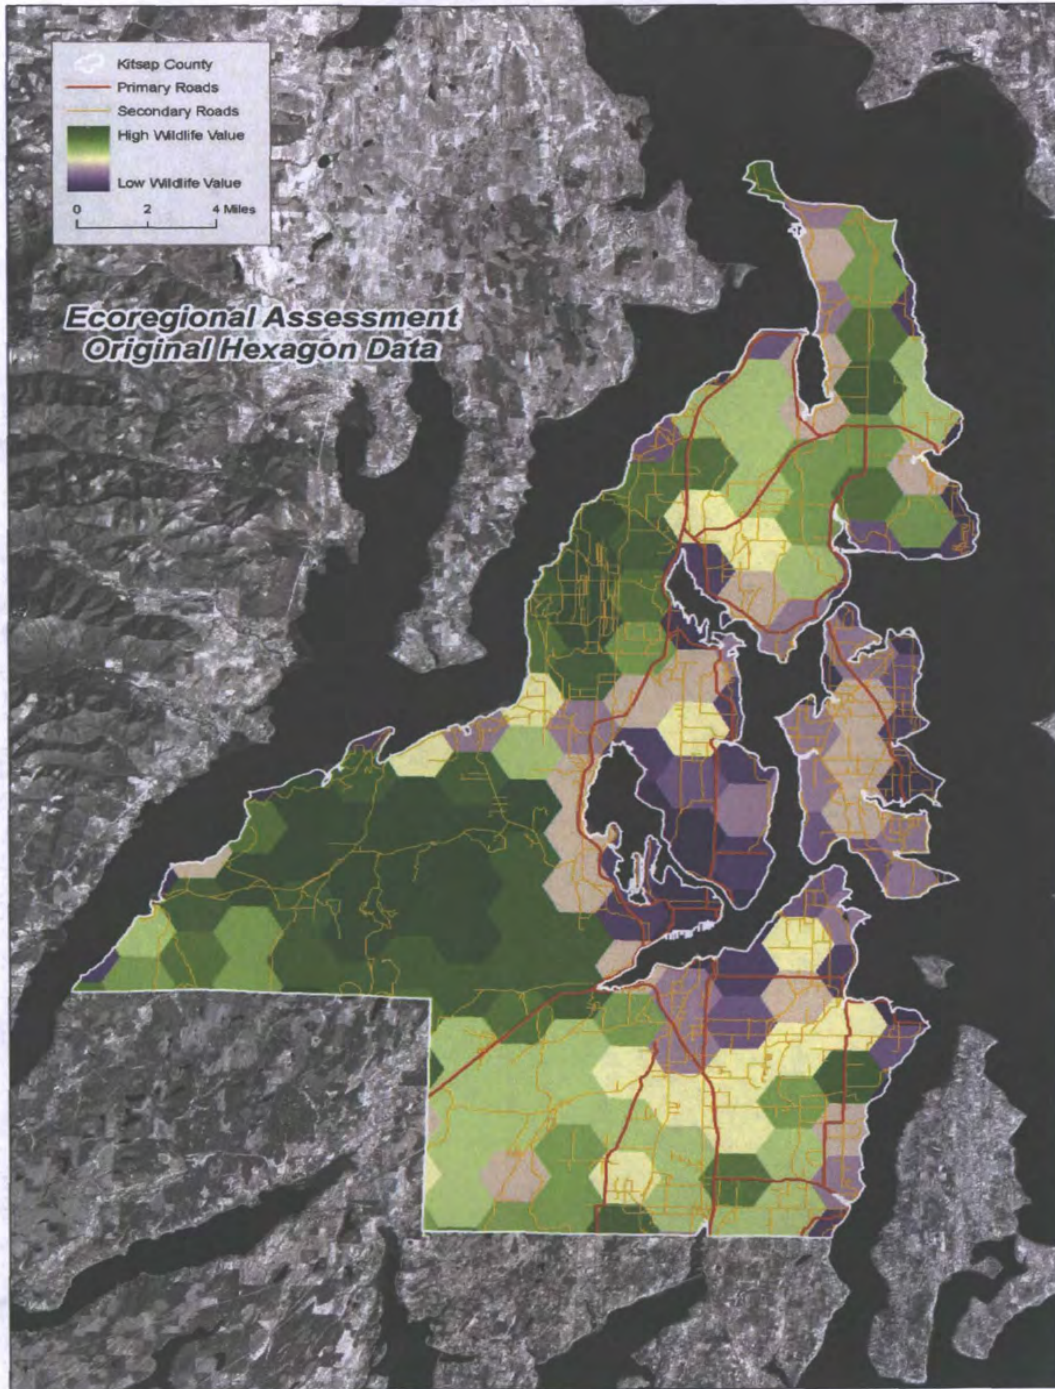 Kitsap County
Primary Roads
Secondary Roads
High Wildlife Value
Low Wildlife Value
0 2 4 Miles
Ecoregional Assessment
Original Hexagon Data